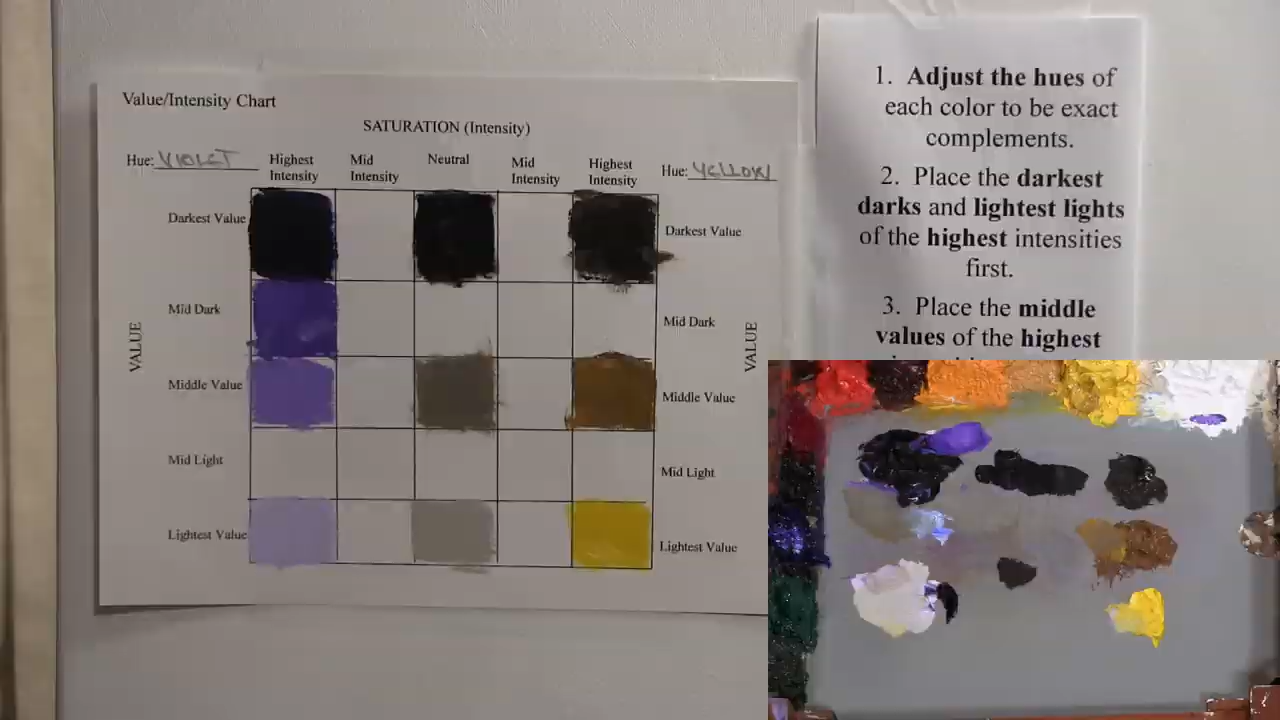 Value/Intensity Chart
SATURATION (Intensity)
Hue: VIOLET
Highest Intensity
Mid Intensity
Neutral
Mid Intensity
Highest Intensity
Hue: YELLOW
Darkest Value
Darkest Value
Mid Dark
Mid Dark
VALUE
VALUE
Middle Value
Middle Value
Mid Light
Mid Light
Lightest Value
Lightest Value
1. Adjust the hues of
each color to be exact
complements.
2. Place the darkest
darks and lightest lights
of the highest intensities
first.
3. Place the middle
values of the highest